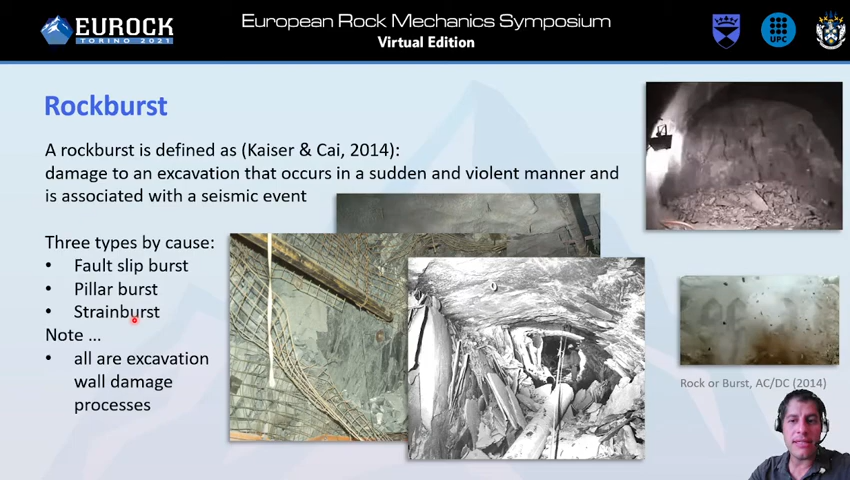 EUROCK
TORINO 2021
European Rock Mechanics Symposium
Virtual Edition
UPC
Rockburst
A rockburst is defined as (Kaiser & Cai, 2014):
damage to an excavation that occurs in a sudden and violent manner and
is associated with a seismic event
Three types by cause:
• Fault slip burst
• Pillar burst
• Strainburst
Note ...
• all are excavation
wall damage
processes
Rock or Burst, AC/DC (2014)